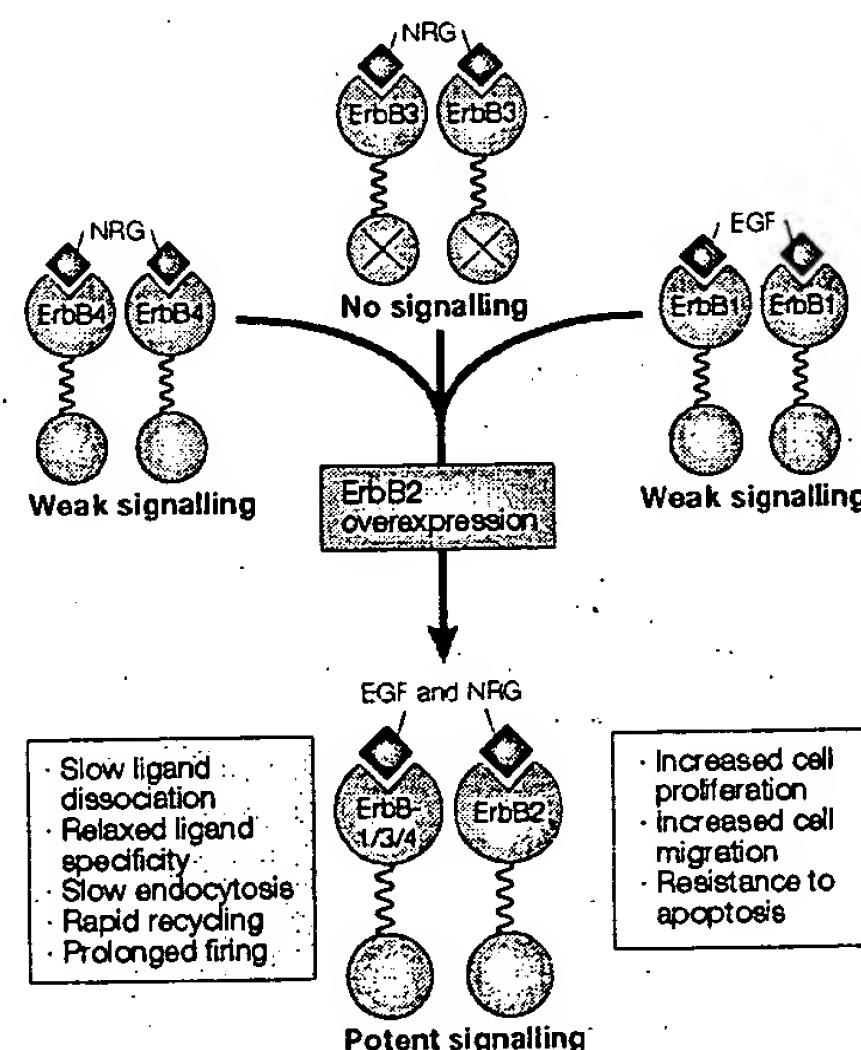 NRG
ErbB3 ErbB3
No signalling
NRG
ErbB4 ErbB4
Weak signalling
EGF
ErbB1 ErbB1
Weak signalling
ErbB2
overexpression
EGF and NRG
ErbB-
1/3/4
ErbB2
Potent signalling
· Slow ligand
dissociation
· Relaxed ligand
specificity
· Slow endocytosis
· Rapid recycling
· Prolonged firing
· Increased cell
proliferation
· Increased cell
migration
· Resistance to
apoptosis